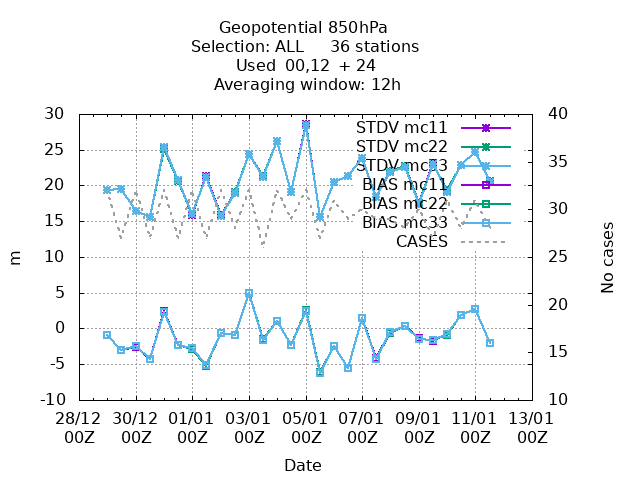 Geopotential 850hPa
Selection: ALL 36 stations
Used 00,12 + 24
Averaging window: 12h
30 40
STDV mc11
STDV mc22
25 35
STDV mc33
20 BIAS mc11
BIAS mc22 30
15 BIAS mc33
CASES
10 25
m No cases
5 20
0
-5 15
-10 10
28/12 30/12 01/01 03/01 05/01 07/01 09/01 11/01 13/01
00Z 00Z 00Z 00Z 00Z 00Z 00Z 00Z 00Z
Date